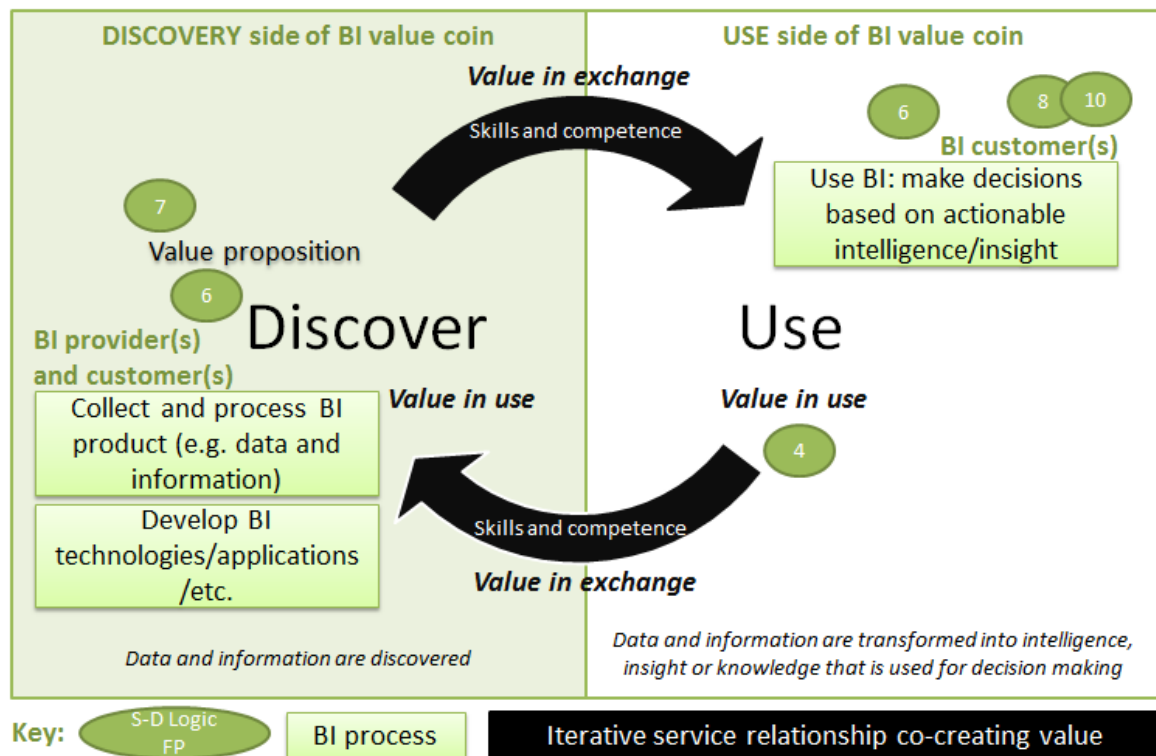 DISCOVERY side of BI value coin
USE side of BI value coin
Value in exchange
Skills and competence
6
8
10
BI customer(s)
Use BI: make decisions
based on actionable
intelligence/insight
7
Value proposition
6
Discover
Use
BI provider(s)
and customer(s)
Value in use
Value in use
Collect and process BI
product (e.g. data and
information)
4
Develop BI
technologies/applications
/etc.
Skills and competence
Value in exchange
Data and information are discovered
Data and information are transformed into intelligence,
insight or knowledge that is used for decision making
Key:
S-D Logic
FP
BI process
Iterative service relationship co-creating value